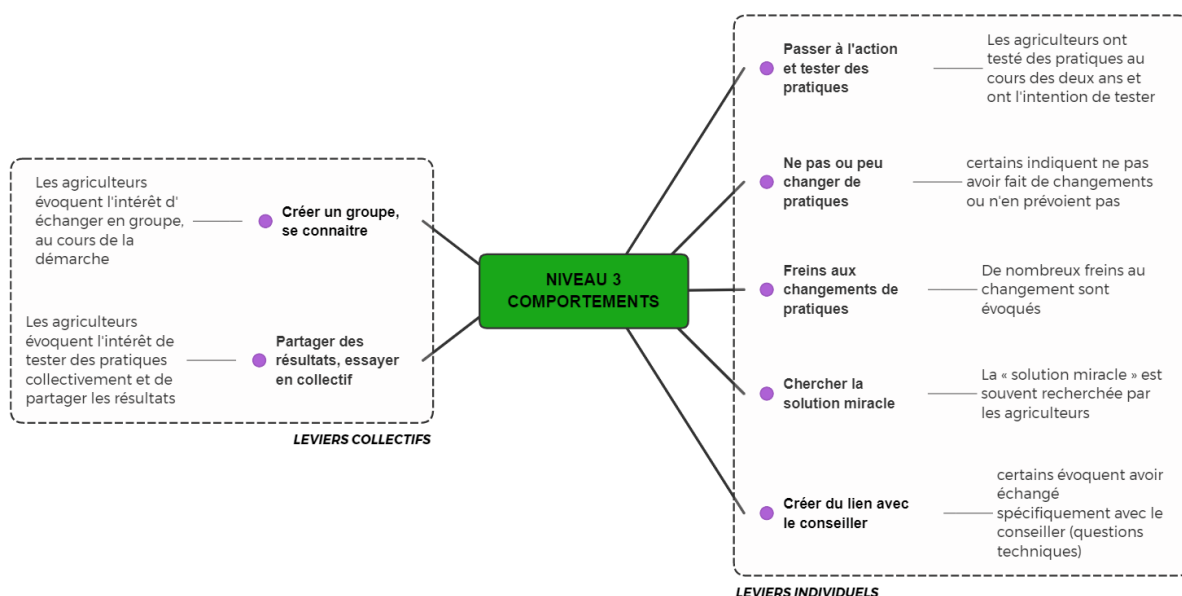 Les agriculteurs
évoquent l'intérêt d'
échanger en groupe,
au cours de la
démarche
Créer un groupe,
se connaitre
Les agriculteurs
évoquent l'intérêt de
tester des pratiques
collectivement et de
partager les résultats
Partager des
résultats, essayer
en collectif
LEVIERS COLLECTIFS
NIVEAU 3
COMPORTEMENTS
Passer à l'action
et tester des
pratiques
Les agriculteurs ont
testé des pratiques au
cours des deux ans et
ont l'intention de tester
Ne pas ou peu
changer de
pratiques
certains indiquent ne pas
avoir fait de changements
ou n'en prévoient pas
Freins aux
changements de
pratiques
De nombreux freins au
changement sont
évoqués
Chercher la
solution miracle
La « solution miracle » est
souvent recherchée par
les agriculteurs
Créer du lien avec
le conseiller
certains évoquent avoir
échangé
spécifiquement avec le
conseiller (questions
techniques)
LEVIERS INDIVIDUELS